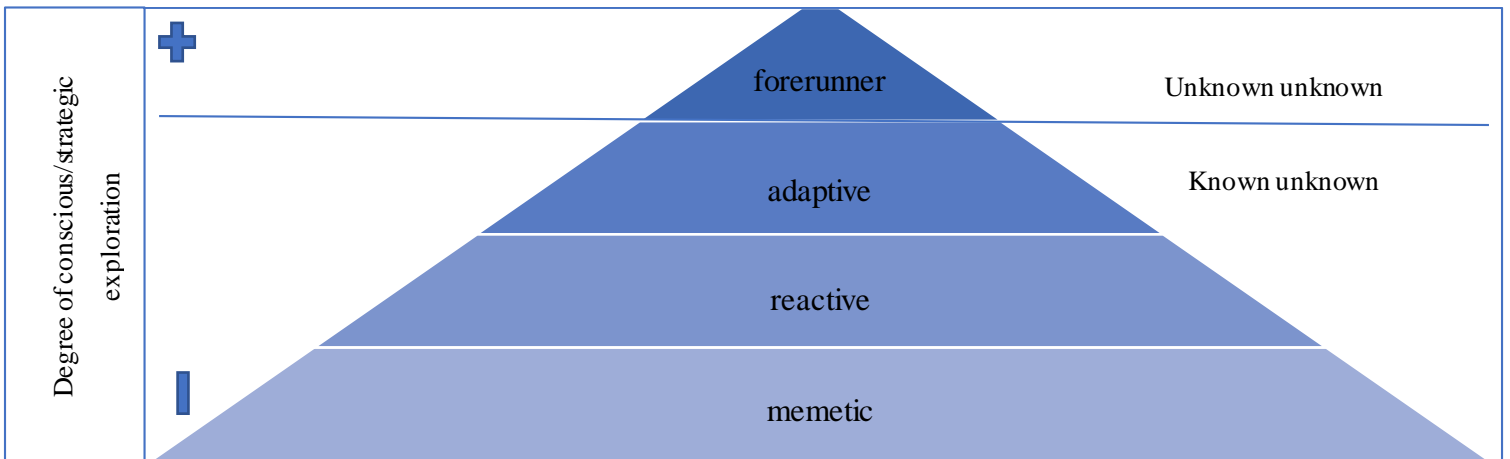 Degree of conscious/strategic
exploration
forerunner
Unknown unknown
adaptive
Known unknown
reactive
memetic